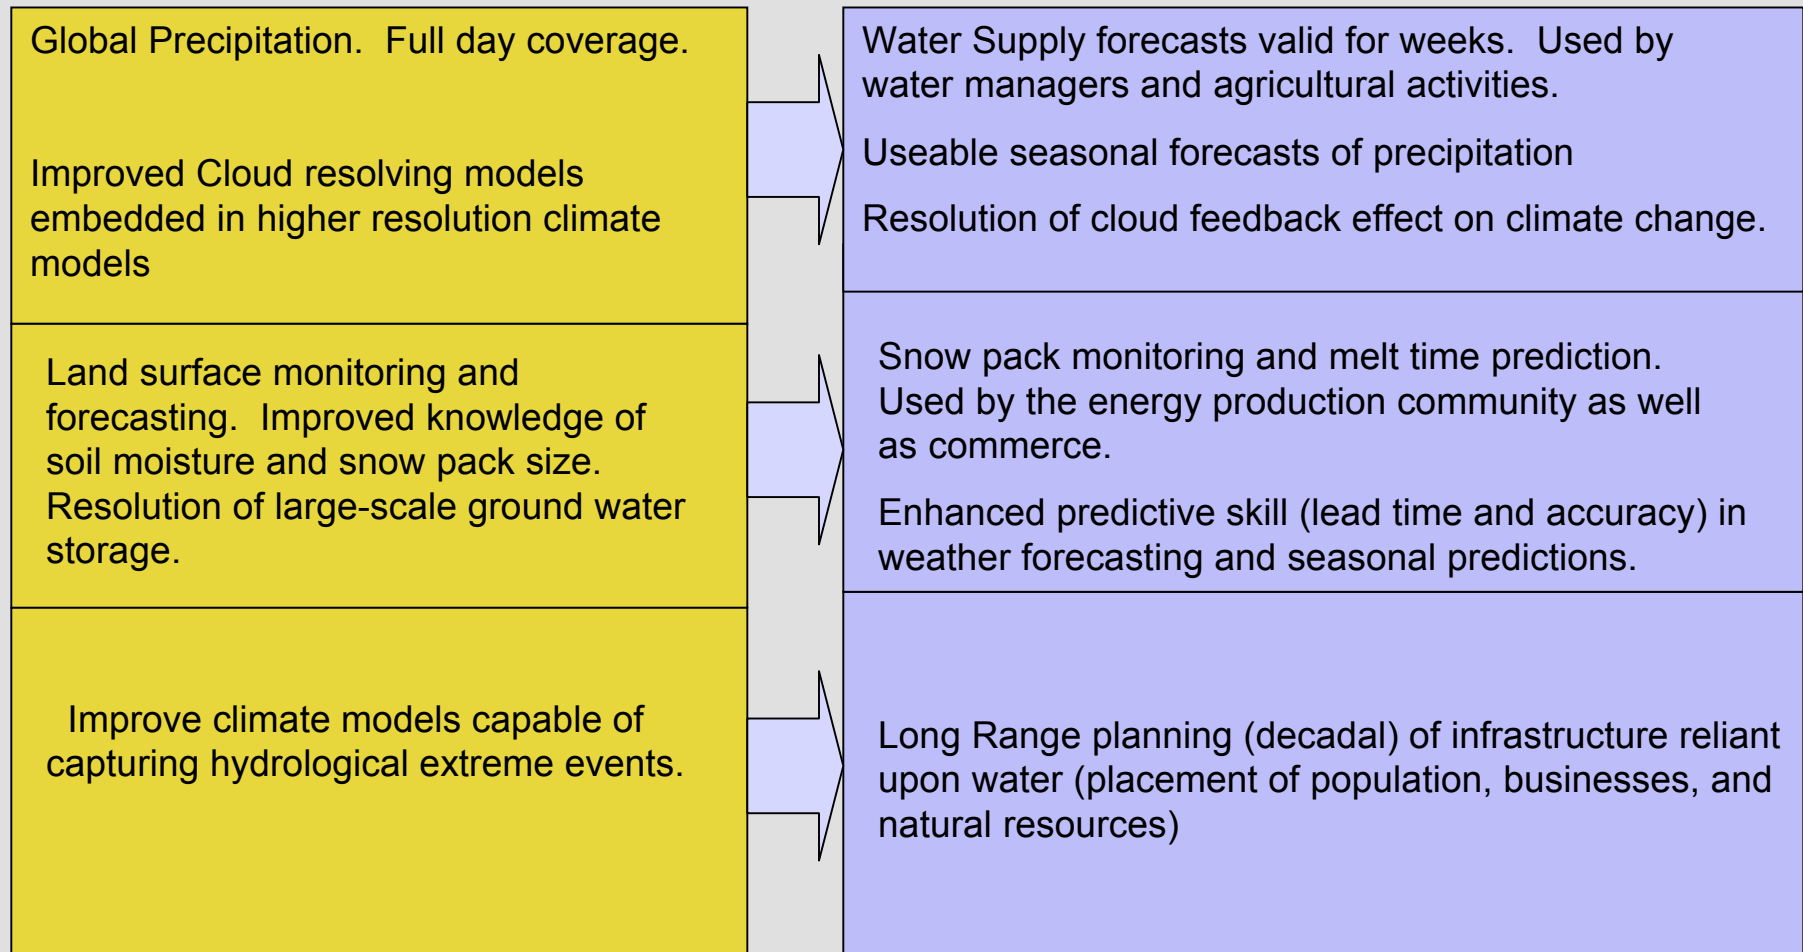 Global Precipitation.  Full day coverage.
Improved Cloud resolving models
embedded in higher resolution climate
models
Water Supply forecasts valid for weeks.  Used by
water managers and agricultural activities.
Useable seasonal forecasts of precipitation
Resolution of cloud feedback effect on climate change.
Land surface monitoring and
forecasting.  Improved knowledge of
soil moisture and snow pack size.
Resolution of large-scale ground water
storage.
Snow pack monitoring and melt time prediction.
Used by the energy production community as well
as commerce.
Enhanced predictive skill (lead time and accuracy) in
weather forecasting and seasonal predictions.
Improve climate models capable of
capturing hydrological extreme events.
Long Range planning (decadal) of infrastructure reliant
upon water (placement of population, businesses, and
natural resources)